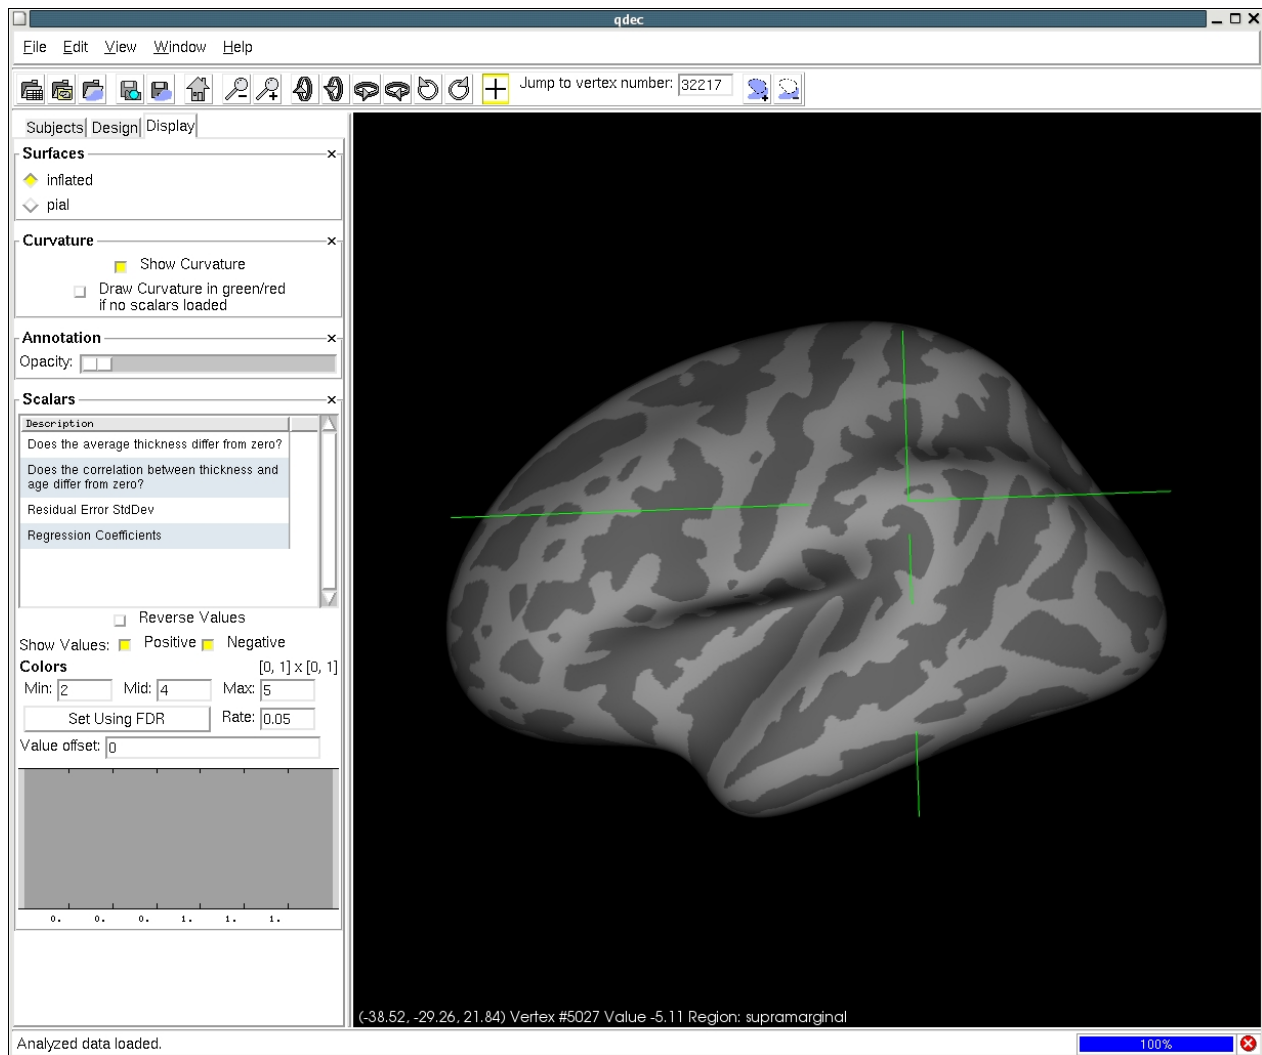 qdec
File Edit View Window Help
Jump to vertex number: 32217
Subjects Design Display
Surfaces
inflated
pial
Curvature
Show Curvature
Draw Curvature in green/red
if no scalars loaded
Annotation
Opacity:
Scalars
Description
Does the average thickness differ from zero?
Does the correlation between thickness and
age differ from zero?
Residual Error StdDev
Regression Coefficients
Reverse Values
Show Values: Positive Negative
Colors [0, 1] x [0, 1]
Min: 2 Mid: 4 Max: 5
Set Using FDR Rate: 0.05
Value offset: 0
0. 0. 0. 1. 1. 1.
(-38.52, -29.26, 21.84) Vertex #5027 Value -5.11 Region: supramarginal
Analyzed data loaded. 100%